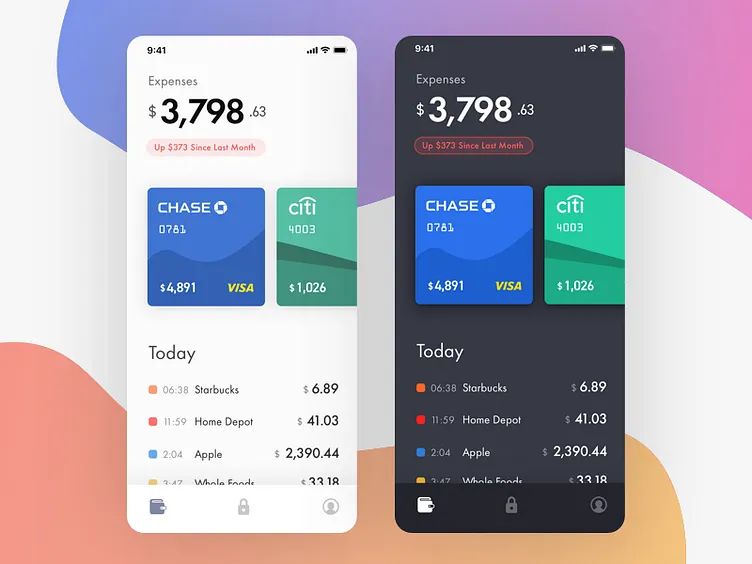 9:41
Expenses
$ 3,798 .63
Up $373 Since Last Month
CHASE
0781
$ 4,891 VISA
citi
4003
$ 1,026
Today
06:38 Starbucks $ 6.89
11:59 Home Depot $ 41.03
2:04 Apple $ 2,390.44
3:47 Whole Foods $ 33.18
9:41
Expenses
$ 3,798 .63
Up $373 Since Last Month
CHASE
0781
$ 4,891 VISA
citi
4003
$ 1,026
Today
06:38 Starbucks $ 6.89
11:59 Home Depot $ 41.03
2:04 Apple $ 2,390.44
3:47 Whole Foods $ 33.18